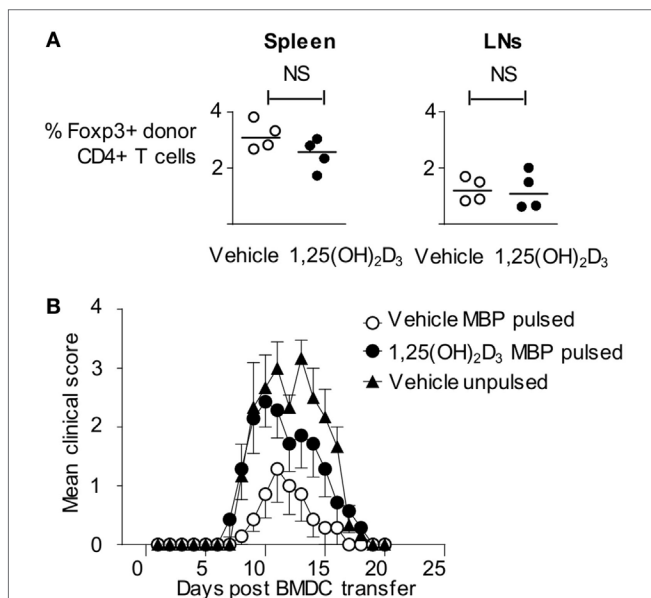 A
Spleen
LNs
NS
NS
% Foxp3+ donor
CD4+ T cells
4
2
4
2
Vehicle 1,25(OH)₂D₃
Vehicle 1,25(OH)₂D₃
B
Mean clinical score
4
3
2
1
0
Vehicle MBP pulsed
1,25(OH)₂D₃ MBP pulsed
Vehicle unpulsed
0 5 10 15 20 25
Days post BMDC transfer